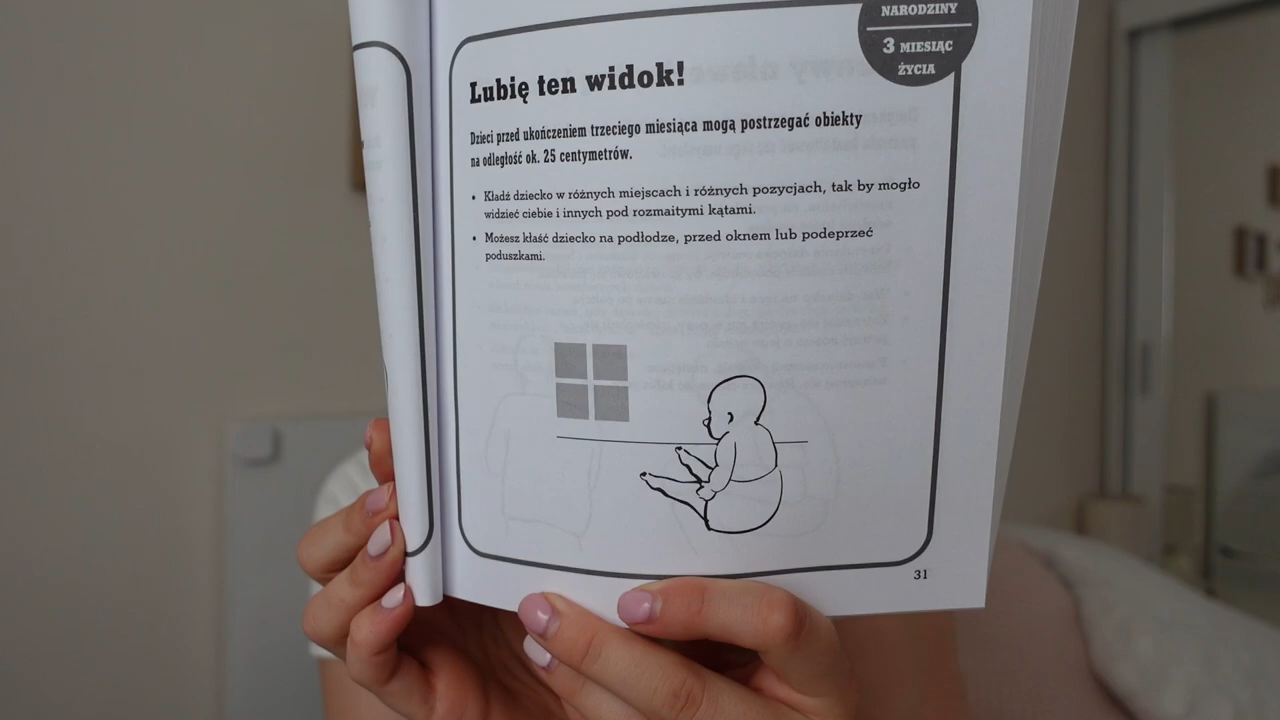 NARODZINY
3 MIESIĄC
ŻYCIA
Lubię ten widok!
Dzieci przed ukończeniem trzeciego miesiąca mogą postrzegać obiekty
na odległość ok. 25 centymetrów.
• Kładź dziecko w różnych miejscach i różnych pozycjach, tak by mogło
widzieć ciebie i innych pod rozmaitymi kątami.
• Możesz kłaść dziecko na podłodze, przed oknem lub podeprzeć
poduszkami.
31